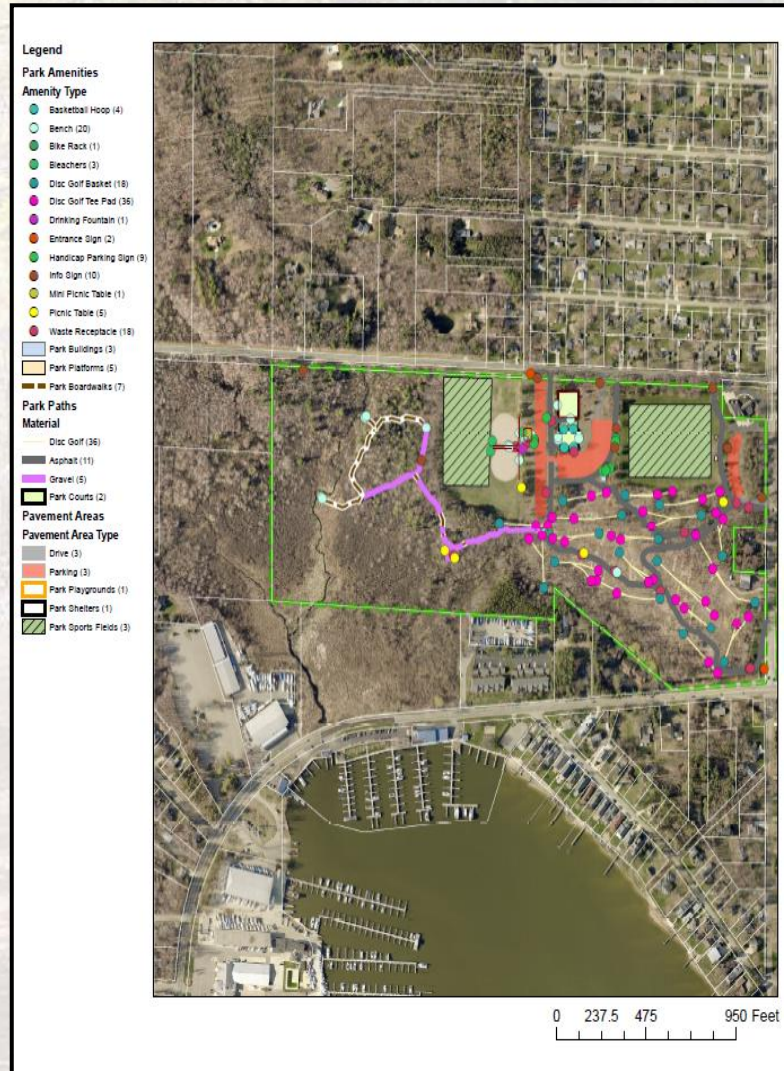 Legend
Park Amenities
Amenity Type
Basketball Hoop (4)
Bench (20)
Bike Rack (1)
Bleachers (3)
Disc Golf Basket (18)
Disc Golf Tee Pad (36)
Drinking Fountain (1)
Entrance Sign (2)
Handicap Parking Sign (9)
Info Sign (10)
Mini Picnic Table (1)
Picnic Table (5)
Waste Receptacle (18)
Park Buildings (3)
Park Platforms (5)
Park Boardwalks (7)
Park Paths
Material
Disc Golf (36)
Asphalt (11)
Gravel (5)
Park Courts (2)
Pavement Areas
Pavement Area Type
Drive (3)
Parking (3)
Park Playgrounds (1)
Park Shelters (1)
Park Sports Fields (3)
0 237.5 475 950 Feet